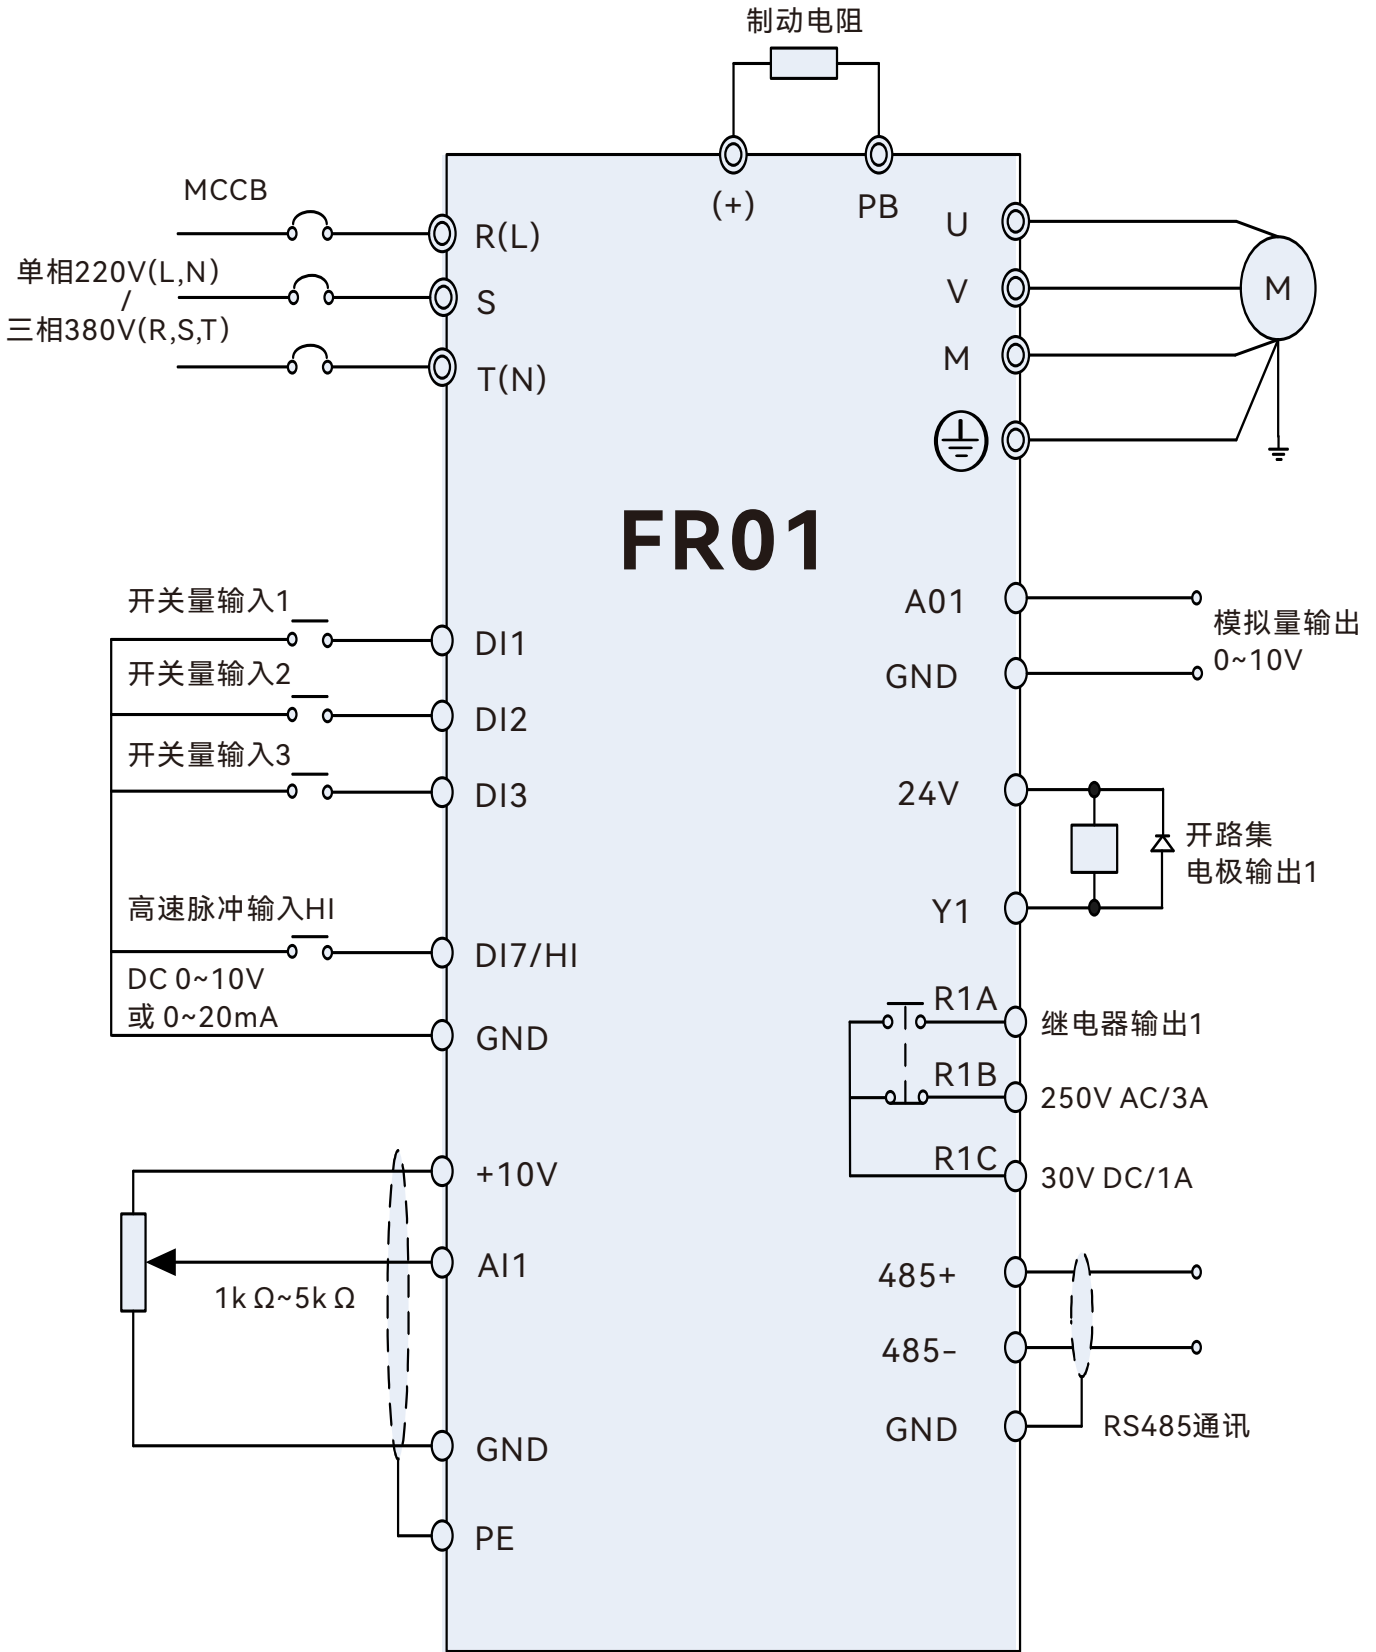 制动电阻
MCCB
(+)
PB
R(L)
U
单相220V(L,N)
/
三相380V(R,S,T)
S
V
M
T(N)
M
FR01
开关量输入1
DI1
A01
模拟量输出
0~10V
开关量输入2
DI2
GND
开关量输入3
DI3
24V
开路集
电极输出1
高速脉冲输入HI
DI7/HI
Y1
DC 0~10V
或 0~20mA
GND
R1A
继电器输出1
R1B
250V AC/3A
R1C
30V DC/1A
+10V
AI1
1k Ω~5k Ω
485+
485-
GND
RS485通讯
GND
PE